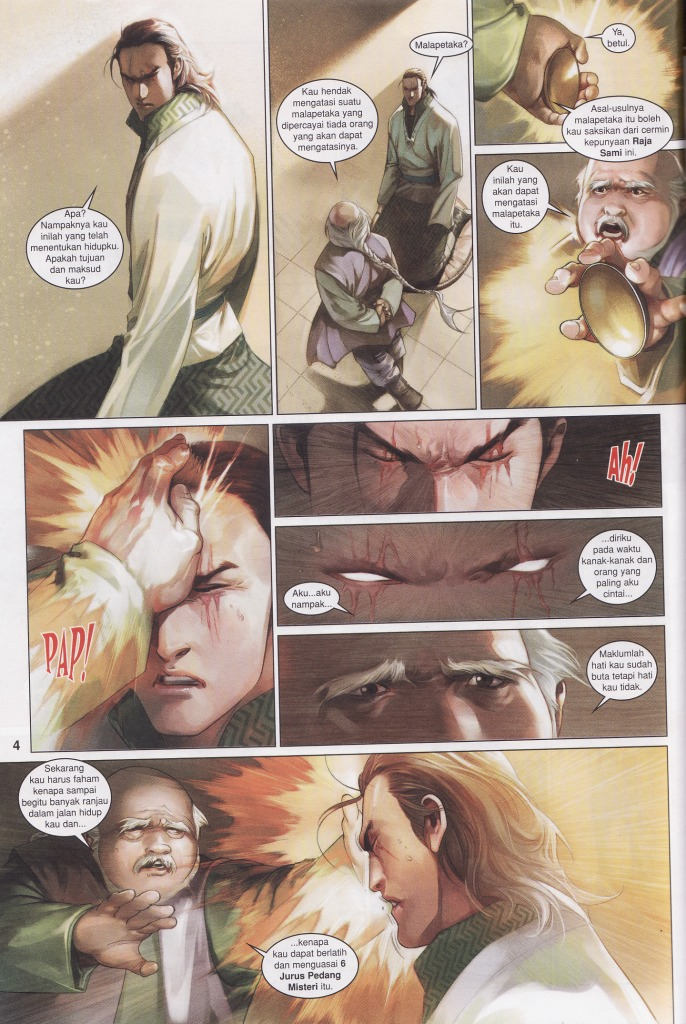 Apa?
Nampaknya kau
inilah yang telah
menentukan hidupku.
Apakah tujuan
dan maksud
kau?
Malapetaka?
Kau hendak
mengatasi suatu
malapetaka yang
dipercayai tiada orang
yang akan dapat
mengatasinya.
Ya,
betul.
Asal-usulnya
malapetaka itu boleh
kau saksikan dari cermin
kepunyaan Raja
Sami ini.
Kau
inilah yang
akan dapat
mengatasi
malapetaka
itu.
PAP!
Ah!
Aku...aku
nampak...
...diriku
pada waktu
kanak-kanak dan
orang yang
paling aku
cintai...
Maklumlah
hati kau sudah
buta tetapi hati
kau tidak.
4
Sekarang
kau harus faham
kenapa sampai
begitu banyak ranjau
dalam jalan hidup
kau dan...
...kenapa
kau dapat berlatih
dan menguasai 6
Jurus Pedang
Misteri itu.